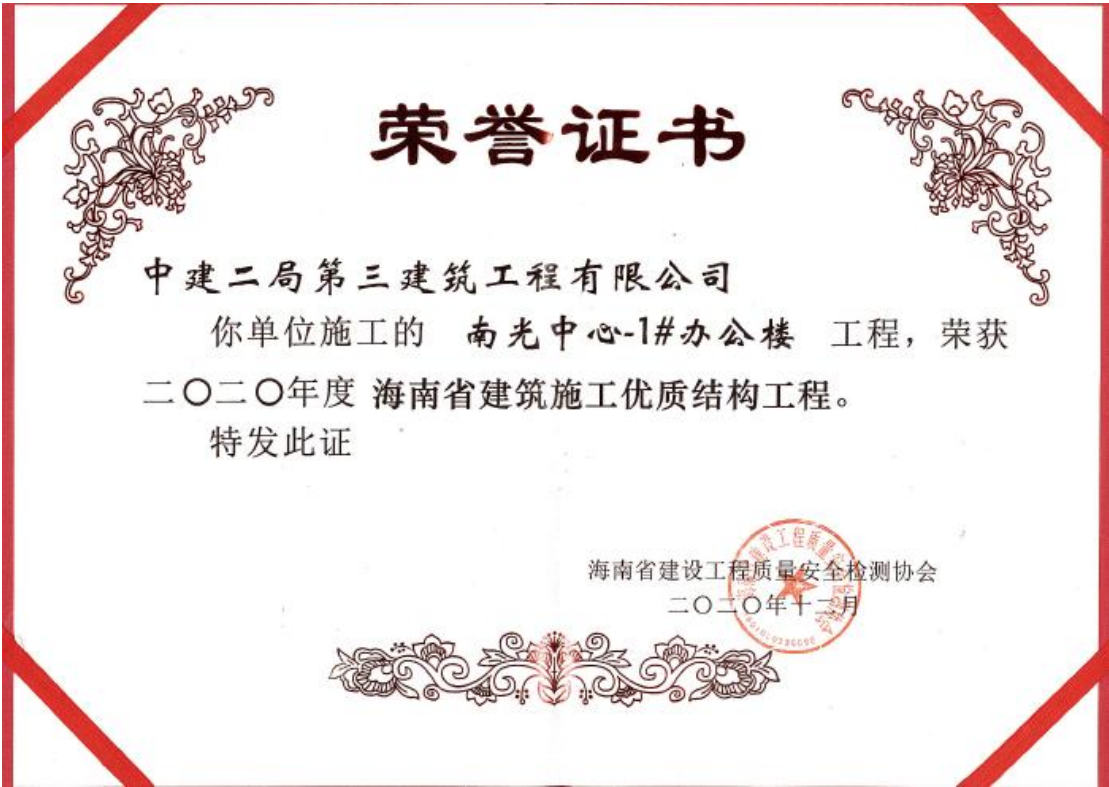 荣誉证书
中建二局第三建筑工程有限公司
你单位施工的 南光中心-1#办公楼 工程，荣获
二〇二〇年度 海南省建筑施工优质结构工程。
特发此证
海南省建设工程质量安全检测协会
二〇二〇年十二月